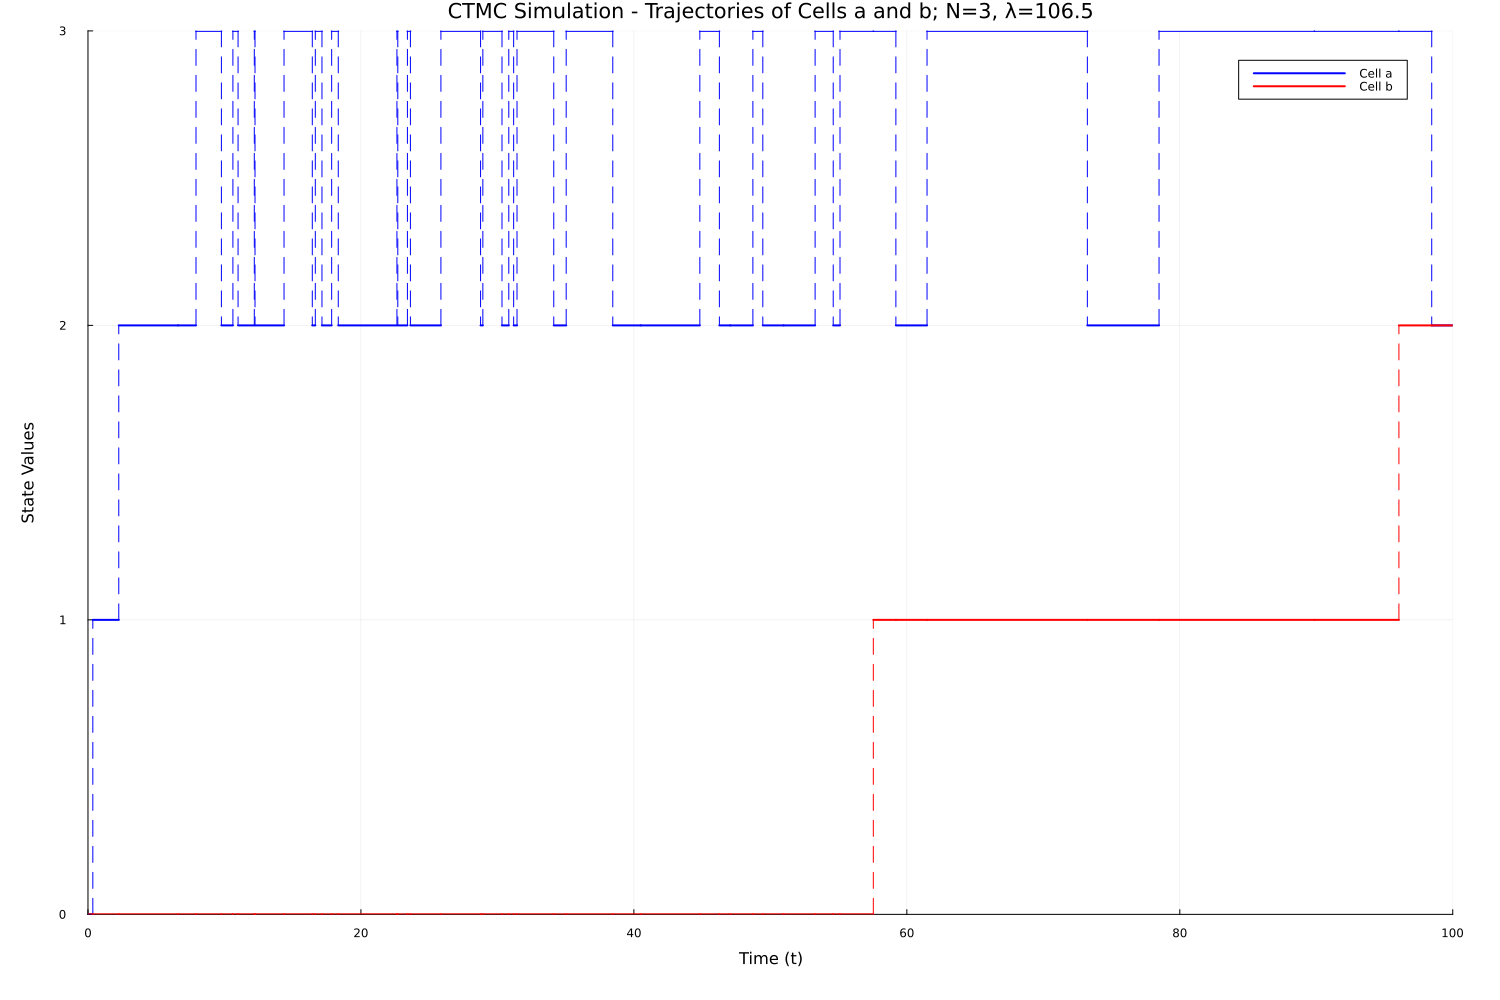 CTMC Simulation - Trajectories of Cells a and b; N=3, λ=106.5
3
Cell a
Cell b
2
State Values
1
0
0 20 40 60 80 100
Time (t)